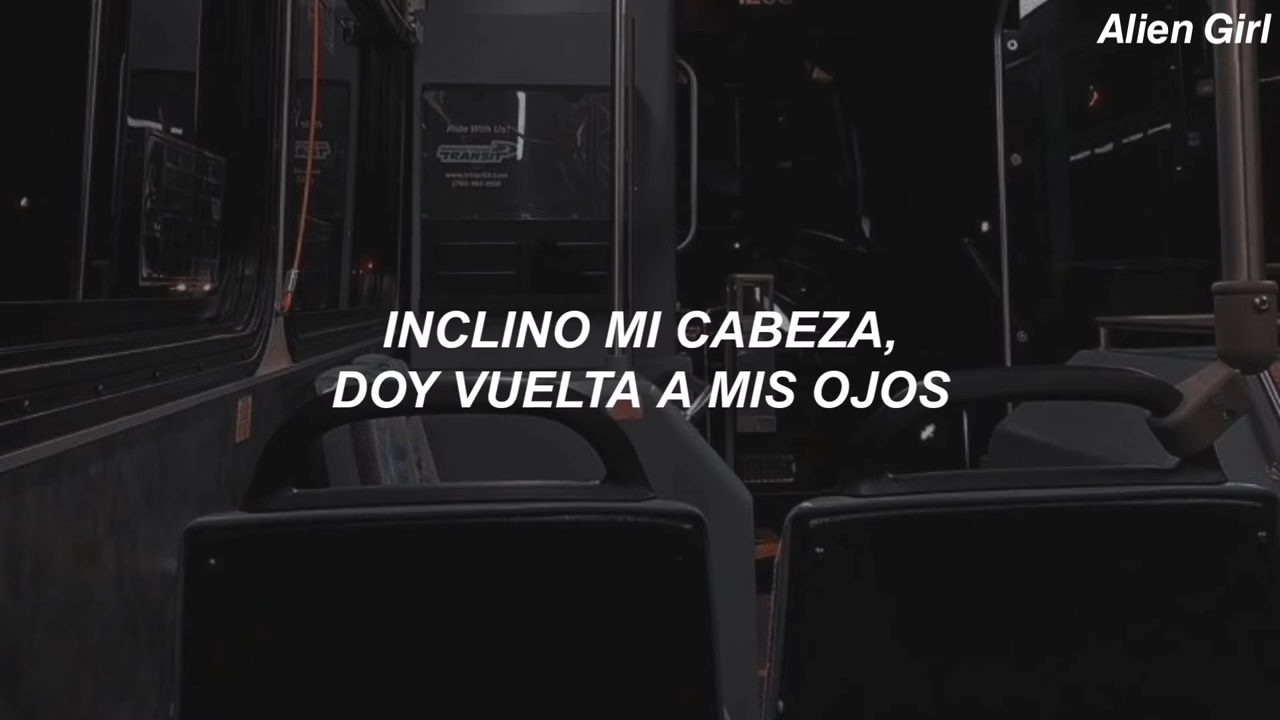 Alien Girl
Ride With Us!
TRANSIT
INCLINO MI CABEZA,
DOY VUELTA A MIS OJOS